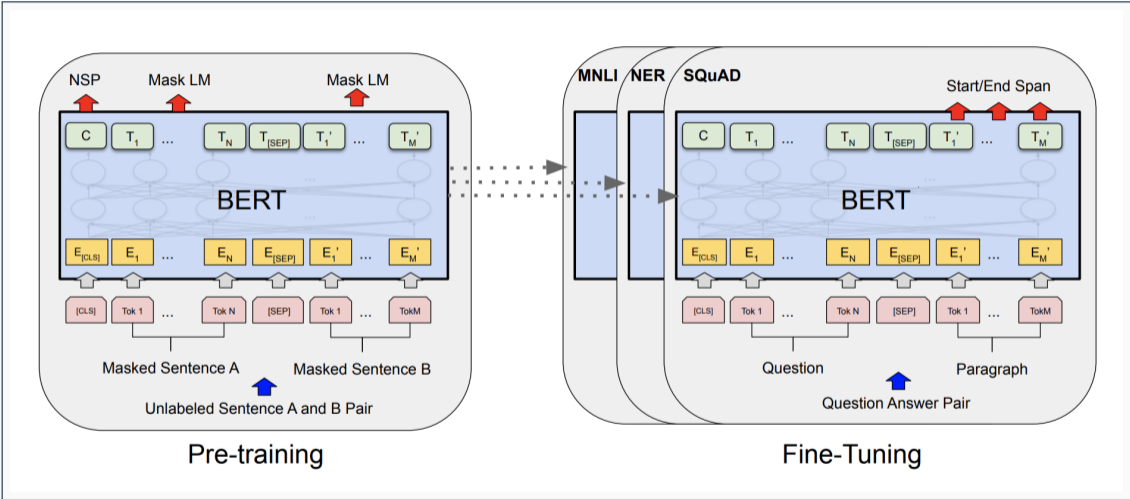 NSP Mask LM Mask LM
C T1 ... TN T[SEP] T1' ... TM'
...
BERT
...
E[CLS] E1 ... EN E[SEP] E1' ... EM'
[CLS] Tok 1 ... Tok N [SEP] Tok 1 ... TokM
Masked Sentence A Masked Sentence B
Unlabeled Sentence A and B Pair
Pre-training
MNLI NER SQuAD
Start/End Span
C T1 ... TN T[SEP] T1' ... TM'
...
BERT
...
E[CLS] E1 ... EN E[SEP] E1' ... EM'
[CLS] Tok 1 ... Tok N [SEP] Tok 1 ... TokM
Question Paragraph
Question Answer Pair
Fine-Tuning